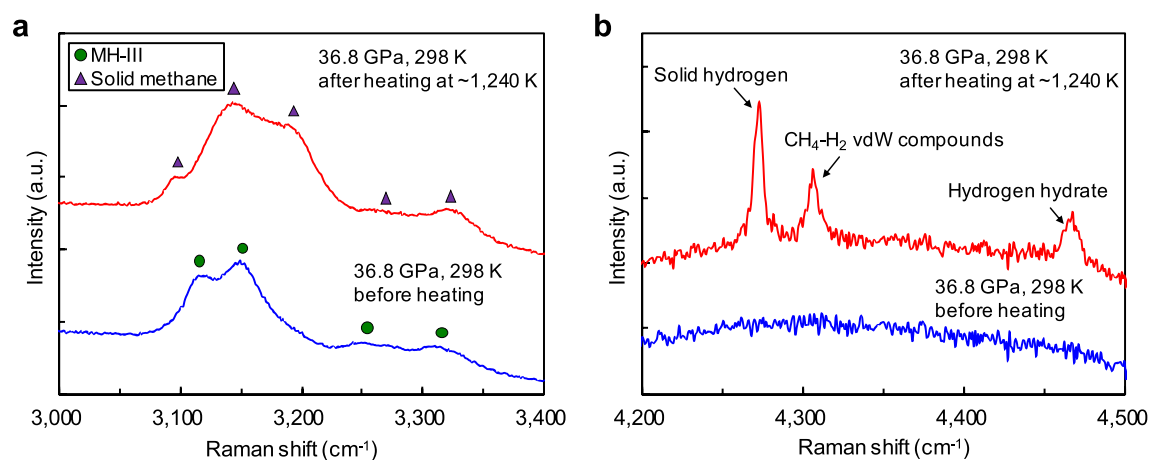 a
MH-III
Solid methane
36.8 GPa, 298 K
after heating at ~1,240 K
36.8 GPa, 298 K
before heating
Intensity (a.u.)
3,000 3,100 3,200 3,300 3,400
Raman shift (cm-1)
b
36.8 GPa, 298 K
after heating at ~1,240 K
Solid hydrogen
CH4-H2 vdW compounds
Hydrogen hydrate
36.8 GPa, 298 K
before heating
Intensity (a.u.)
4,200 4,300 4,400 4,500
Raman shift (cm-1)